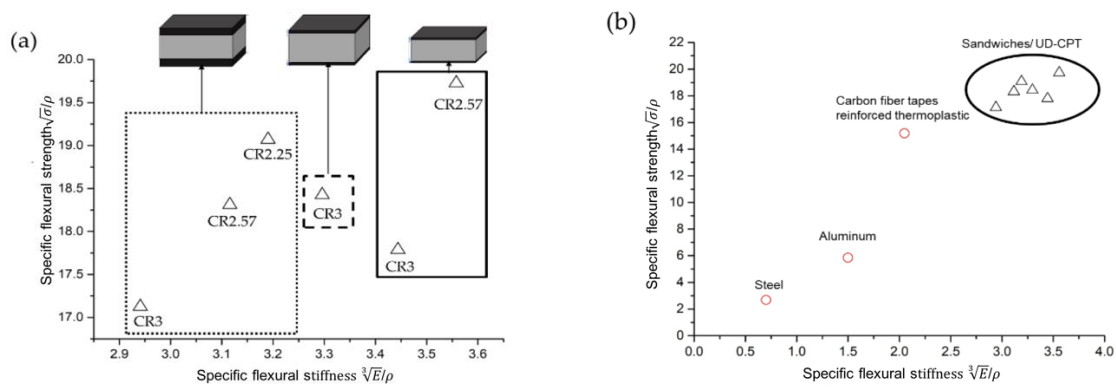 (a)
Specific flexural strength√σ/ρ
20.0
19.5
19.0
18.5
18.0
17.5
17.0
CR2.25
CR2.57
CR3
CR3
CR2.57
CR3
2.9
3.0
3.1
3.2
3.3
3.4
3.5
3.6
Specific flexural stiffness ∛E/ρ
(b)
Specific flexural strength√σ/ρ
22
20
18
16
14
12
10
8
6
4
2
0
Sandwiches/ UD-CPT
Carbon fiber tapes
reinforced thermoplastic
Aluminum
Steel
0.0
0.5
1.0
1.5
2.0
2.5
3.0
3.5
4.0
Specific flexural stiffness ∛E/ρ